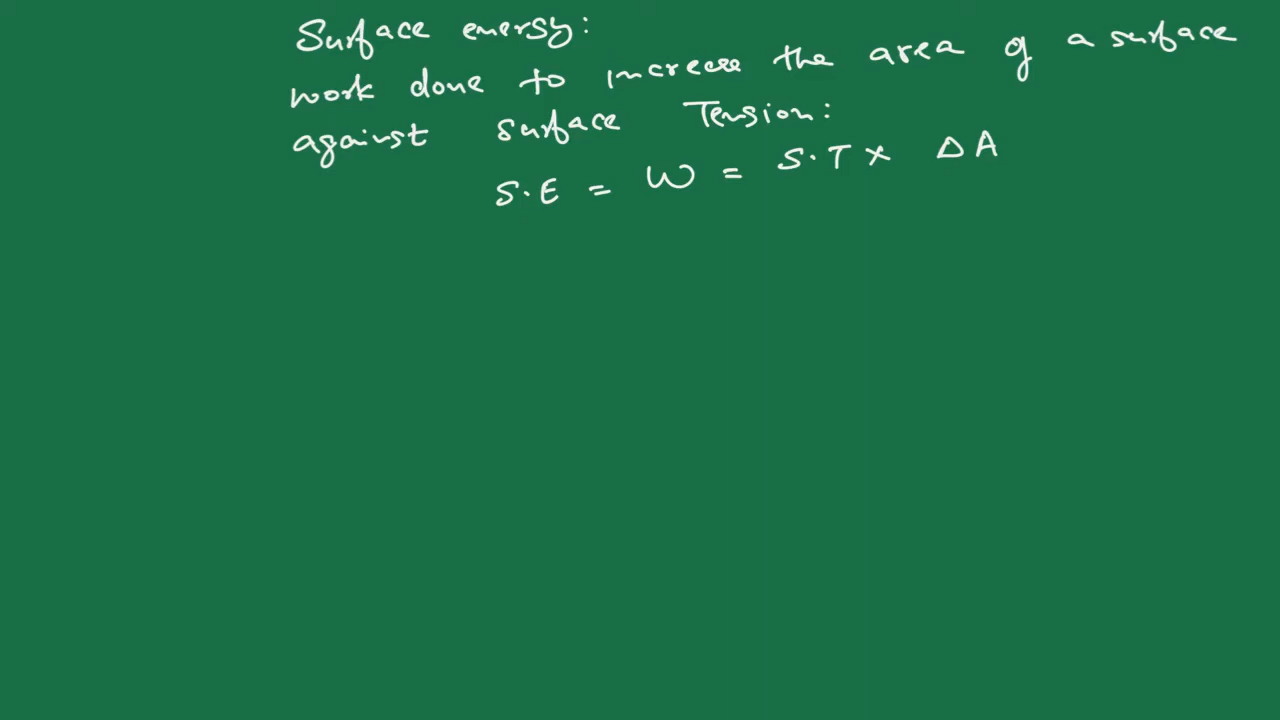 Surface energy:
work done to increase the area of a surface
against surface Tension:
S.E = W = S.T × ΔA